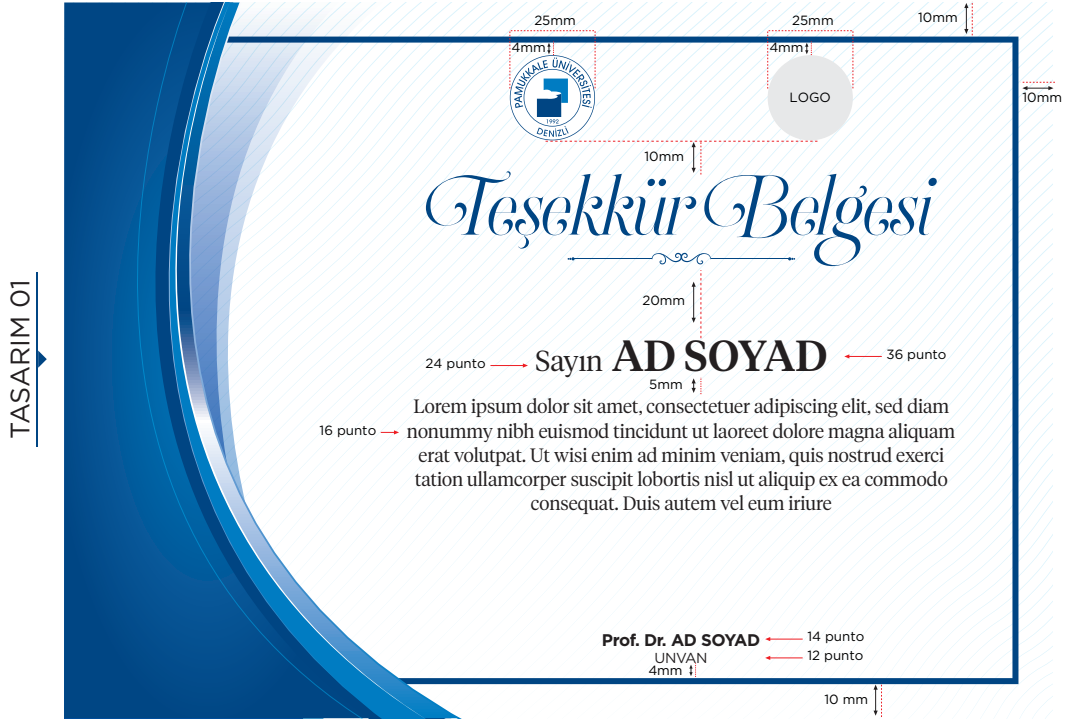 TASARIM 01
10mm
25mm
25mm
4mm
4mm
10mm
PAMUKKALE ÜNİVERSİTESİ
1992
DENİZLİ
LOGO
10mm
Teşekkür Belgesi
20mm
24 punto
Sayın AD SOYAD
36 punto
5mm
16 punto
Lorem ipsum dolor sit amet, consectetuer adipiscing elit, sed diam
nonummy nibh euismod tincidunt ut laoreet dolore magna aliquam
erat volutpat. Ut wisi enim ad minim veniam, quis nostrud exerci
tation ullamcorper suscipit lobortis nisl ut aliquip ex ea commodo
consequat. Duis autem vel eum iriure
Prof. Dr. AD SOYAD
14 punto
UNVAN
12 punto
4mm
10 mm